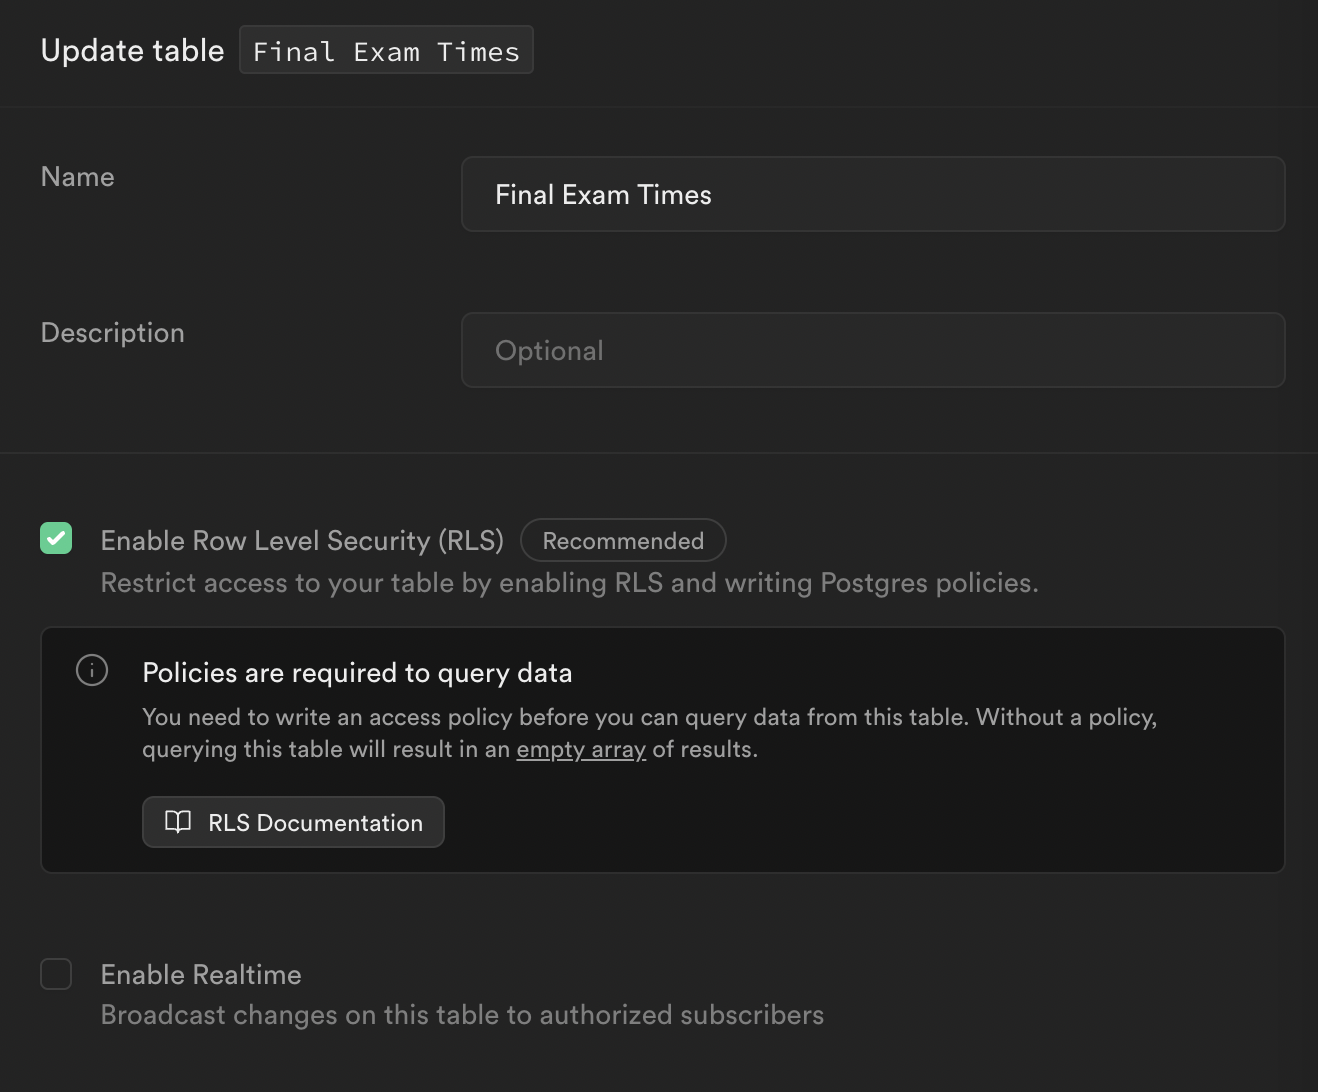 Update table Final Exam Times
Name
Final Exam Times
Description
Optional
Enable Row Level Security (RLS) Recommended
Restrict access to your table by enabling RLS and writing Postgres policies.
Policies are required to query data
You need to write an access policy before you can query data from this table. Without a policy,
querying this table will result in an empty array of results.
RLS Documentation
Enable Realtime
Broadcast changes on this table to authorized subscribers